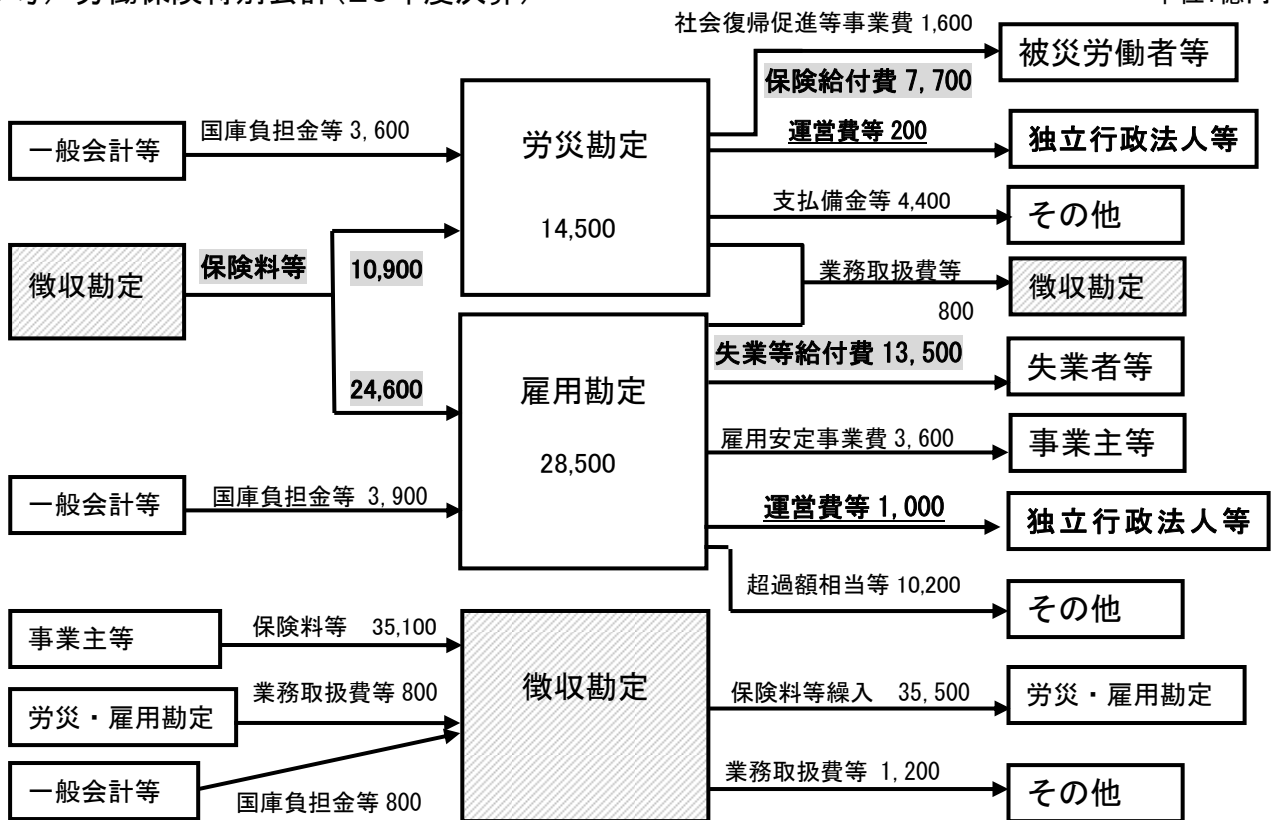 労働保険特別会計
社会復帰促進等事業費 1,600
被災労働者等
保険給付費 7,700
一般会計等
国庫負担金等 3,600
労災勘定
14,500
運営費等 200
独立行政法人等
支払備金等 4,400
その他
徴収勘定
保険料等
10,900
24,600
業務取扱費等
800
徴収勘定
失業等給付費 13,500
失業者等
雇用勘定
28,500
雇用安定事業費 3,600
事業主等
一般会計等
国庫負担金等 3,900
運営費等 1,000
独立行政法人等
超過額相当等 10,200
その他
事業主等
保険料等 35,100
徴収勘定
労災・雇用勘定
業務取扱費等 800
保険料等繰入 35,500
労災・雇用勘定
一般会計等
国庫負担金等 800
業務取扱費等 1,200
その他